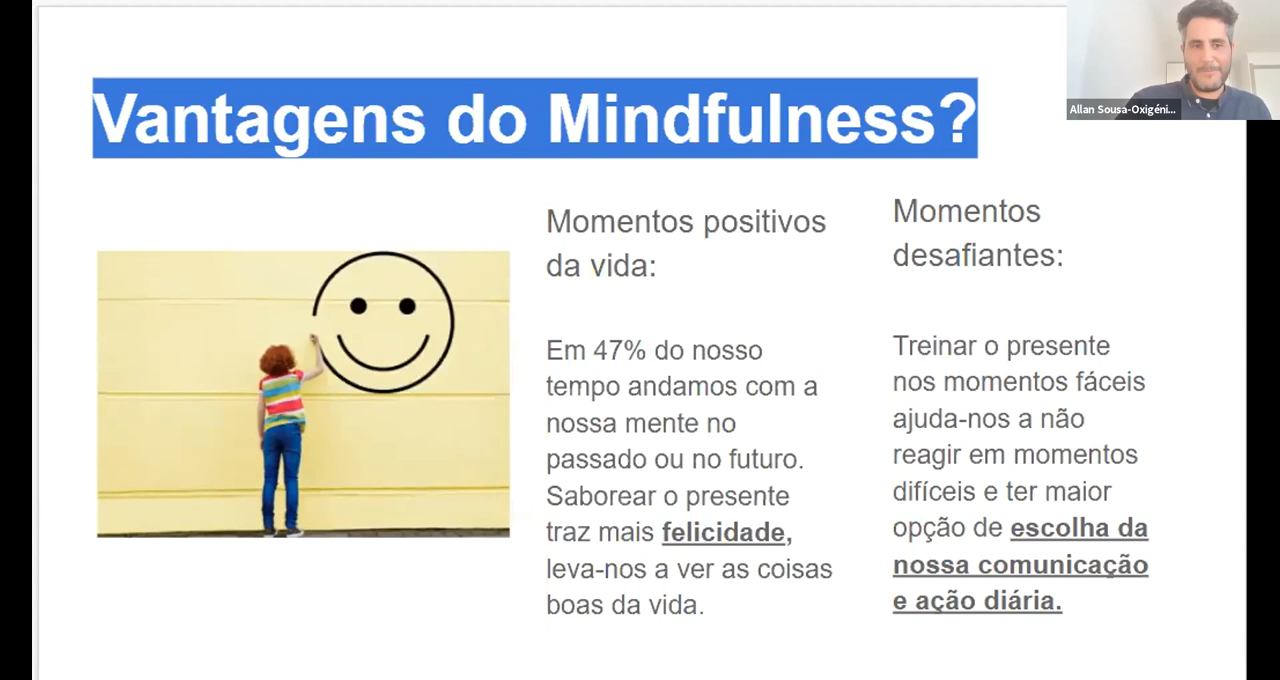 Vantagens do Mindfulness?
Allan Sousa-Oxigéni...
Momentos positivos
da vida:
Em 47% do nosso
tempo andamos com a
nossa mente no
passado ou no futuro.
Saborear o presente
traz mais felicidade,
leva-nos a ver as coisas
boas da vida.
Momentos
desafiantes:
Treinar o presente
nos momentos fáceis
ajuda-nos a não
reagir em momentos
difíceis e ter maior
opção de escolha da
nossa comunicação
e ação diária.